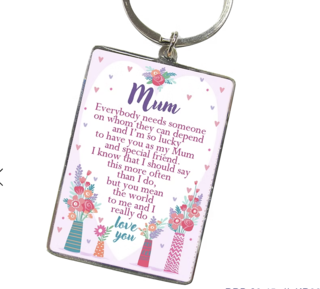 Mum
Everybody needs someone
on whom they can depend
and I'm so lucky
to have you as my Mum
and special friend.
I know that I should say
this more often
than I do,
but you mean
the world
to me and I
really do
love
you